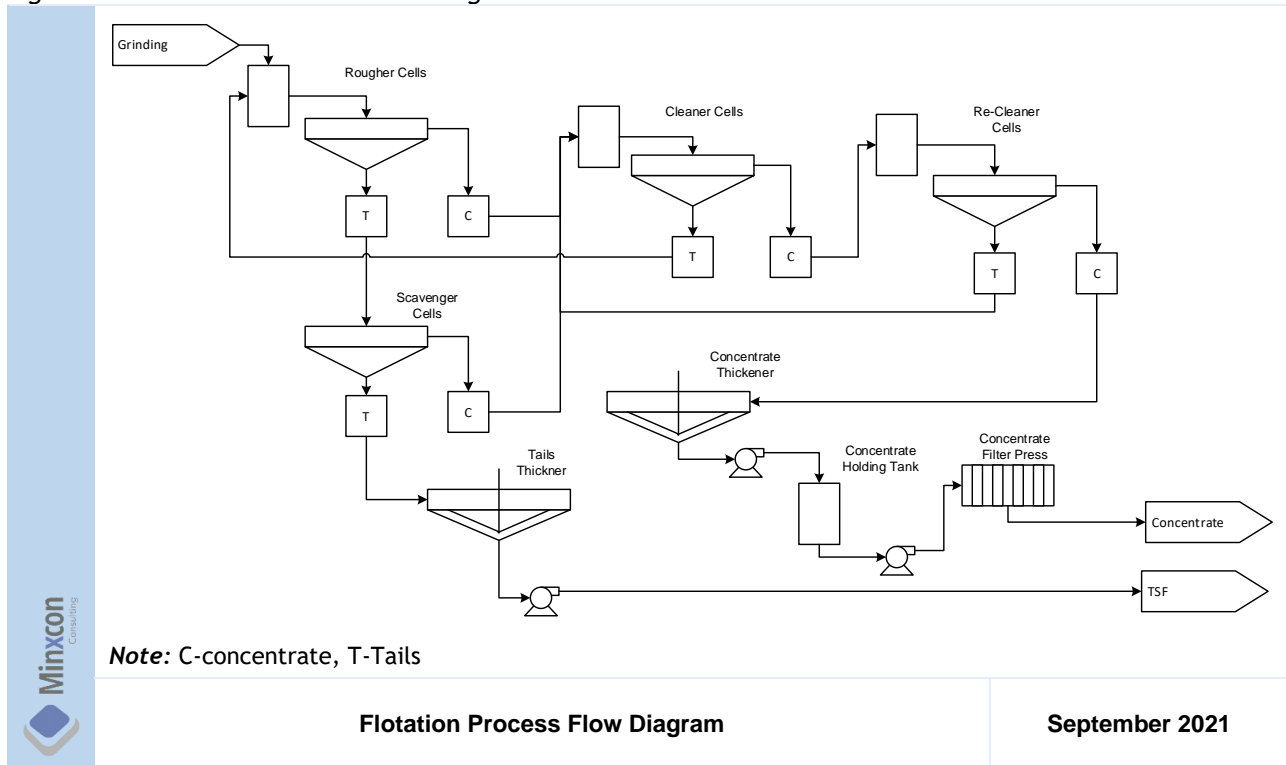 Grinding
Rougher Cells
Cleaner Cells
Re-Cleaner
Cells
T
C
T
C
T
C
Scavenger
Cells
T
C
Concentrate
Thickener
Tails
Thickner
Concentrate
Holding Tank
Concentrate
Filter Press
Concentrate
TSF
Minxcon
Consulting
Note: C-concentrate, T-Tails
Flotation Process Flow Diagram
September 2021